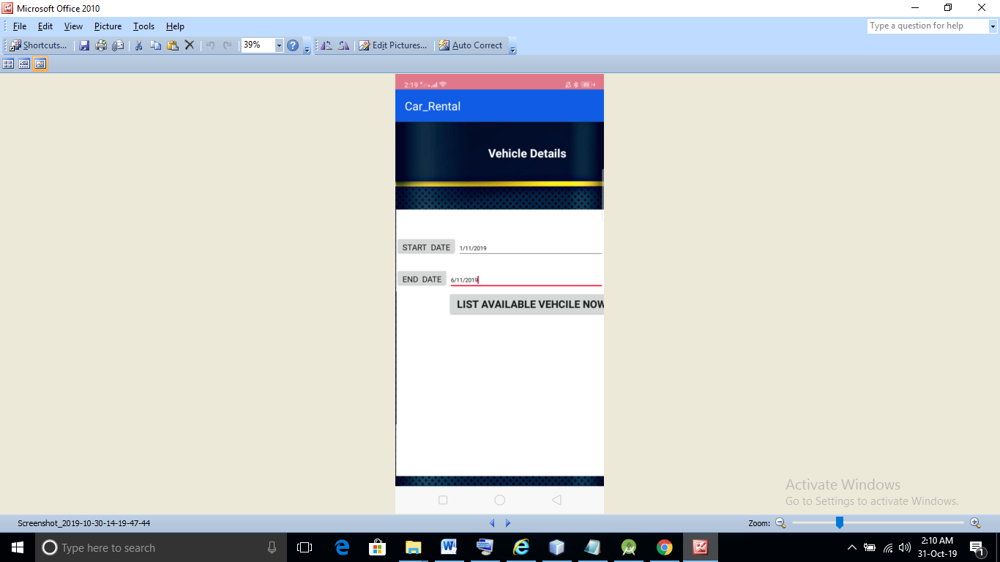 Microsoft Office 2010
File Edit View Picture Tools Help
Type a question for help
Shortcuts...
39%
Edit Pictures...
Auto Correct
2:19
Car_Rental
Vehicle Details
START DATE 1/11/2019
END DATE 6/11/2019
LIST AVAILABLE VEHCILE NOW
Activate Windows
Go to Settings to activate Windows.
Screenshot_2019-10-30-14-19-47-44
Zoom:
Type here to search
2:10 AM
31-Oct-19
1